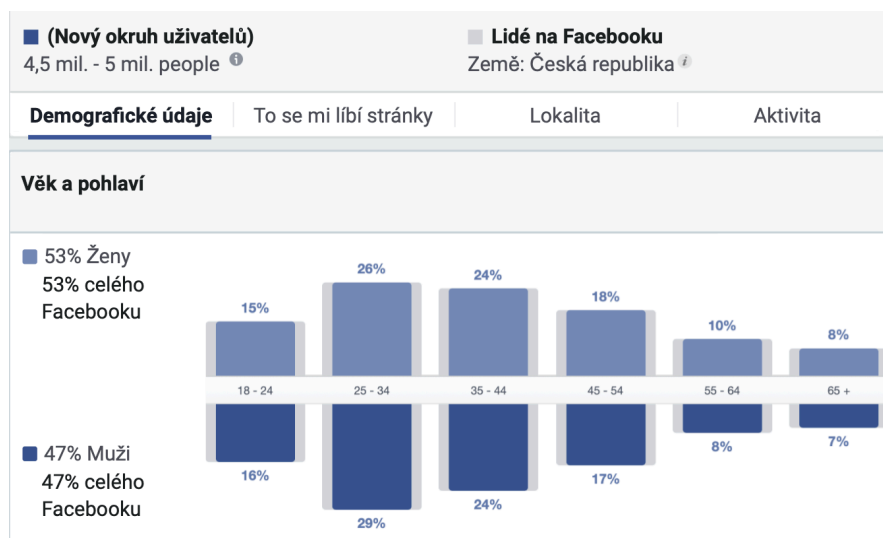 (Nový okruh uživatelů)
4,5 mil. - 5 mil. people
Lidé na Facebooku
Země: Česká republika
Demografické údaje
To se mi líbí stránky
Lokalita
Aktivita
Věk a pohlaví
53% Ženy
53% celého
Facebooku
15% 26% 24% 18% 10% 8%
18 - 24 25 - 34 35 - 44 45 - 54 55 - 64 65 +
47% Muži
47% celého
Facebooku
16% 29% 24% 17% 8% 7%